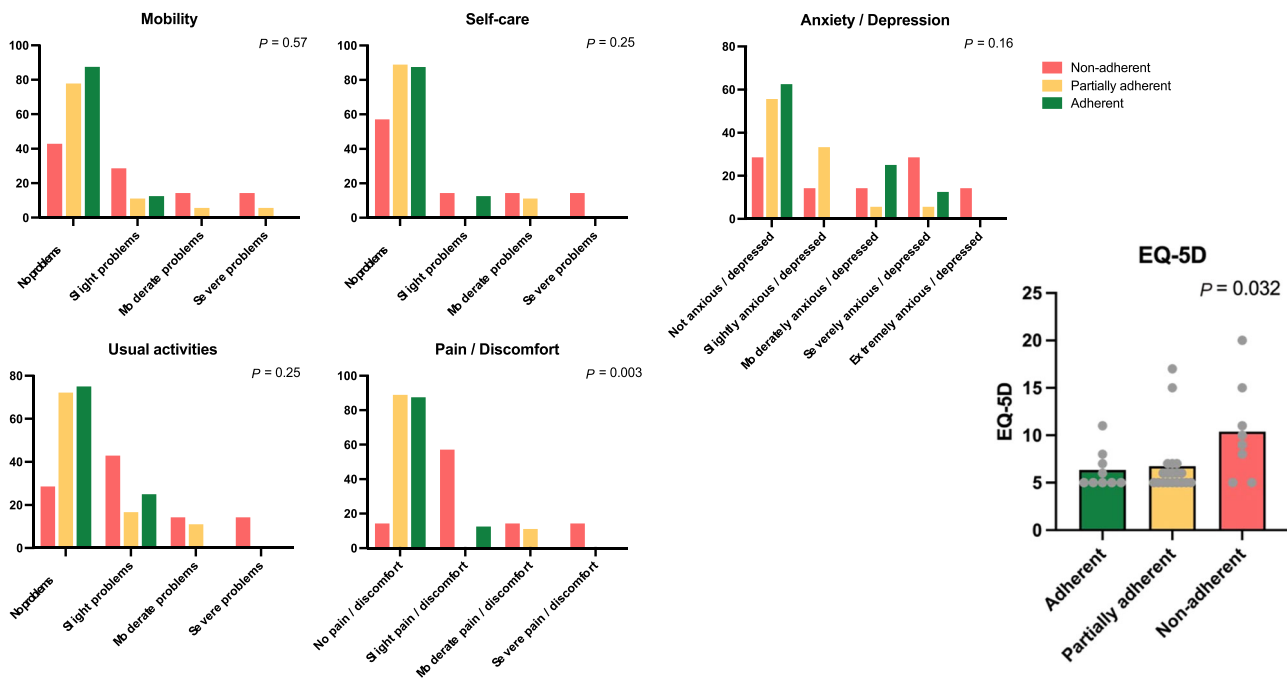 Mobility
P = 0.57
100
80
60
40
20
0
No problems
Slight problems
Moderate problems
Severe problems
Self-care
P = 0.25
100
80
60
40
20
0
No problems
Slight problems
Moderate problems
Severe problems
Anxiety / Depression
P = 0.16
80
60
40
20
0
Not anxious / depressed
Slightly anxious / depressed
Moderately anxious / depressed
Severely anxious / depressed
Extremely anxious / depressed
Non-adherent
Partially adherent
Adherent
Usual activities
P = 0.25
80
60
40
20
0
No problems
Slight problems
Moderate problems
Severe problems
Pain / Discomfort
P = 0.003
100
80
60
40
20
0
No pain / discomfort
Slight pain / discomfort
Moderate pain / discomfort
Severe pain / discomfort
EQ-5D
P = 0.032
EQ-5D
25
20
15
10
5
0
Adherent
Partially adherent
Non-adherent